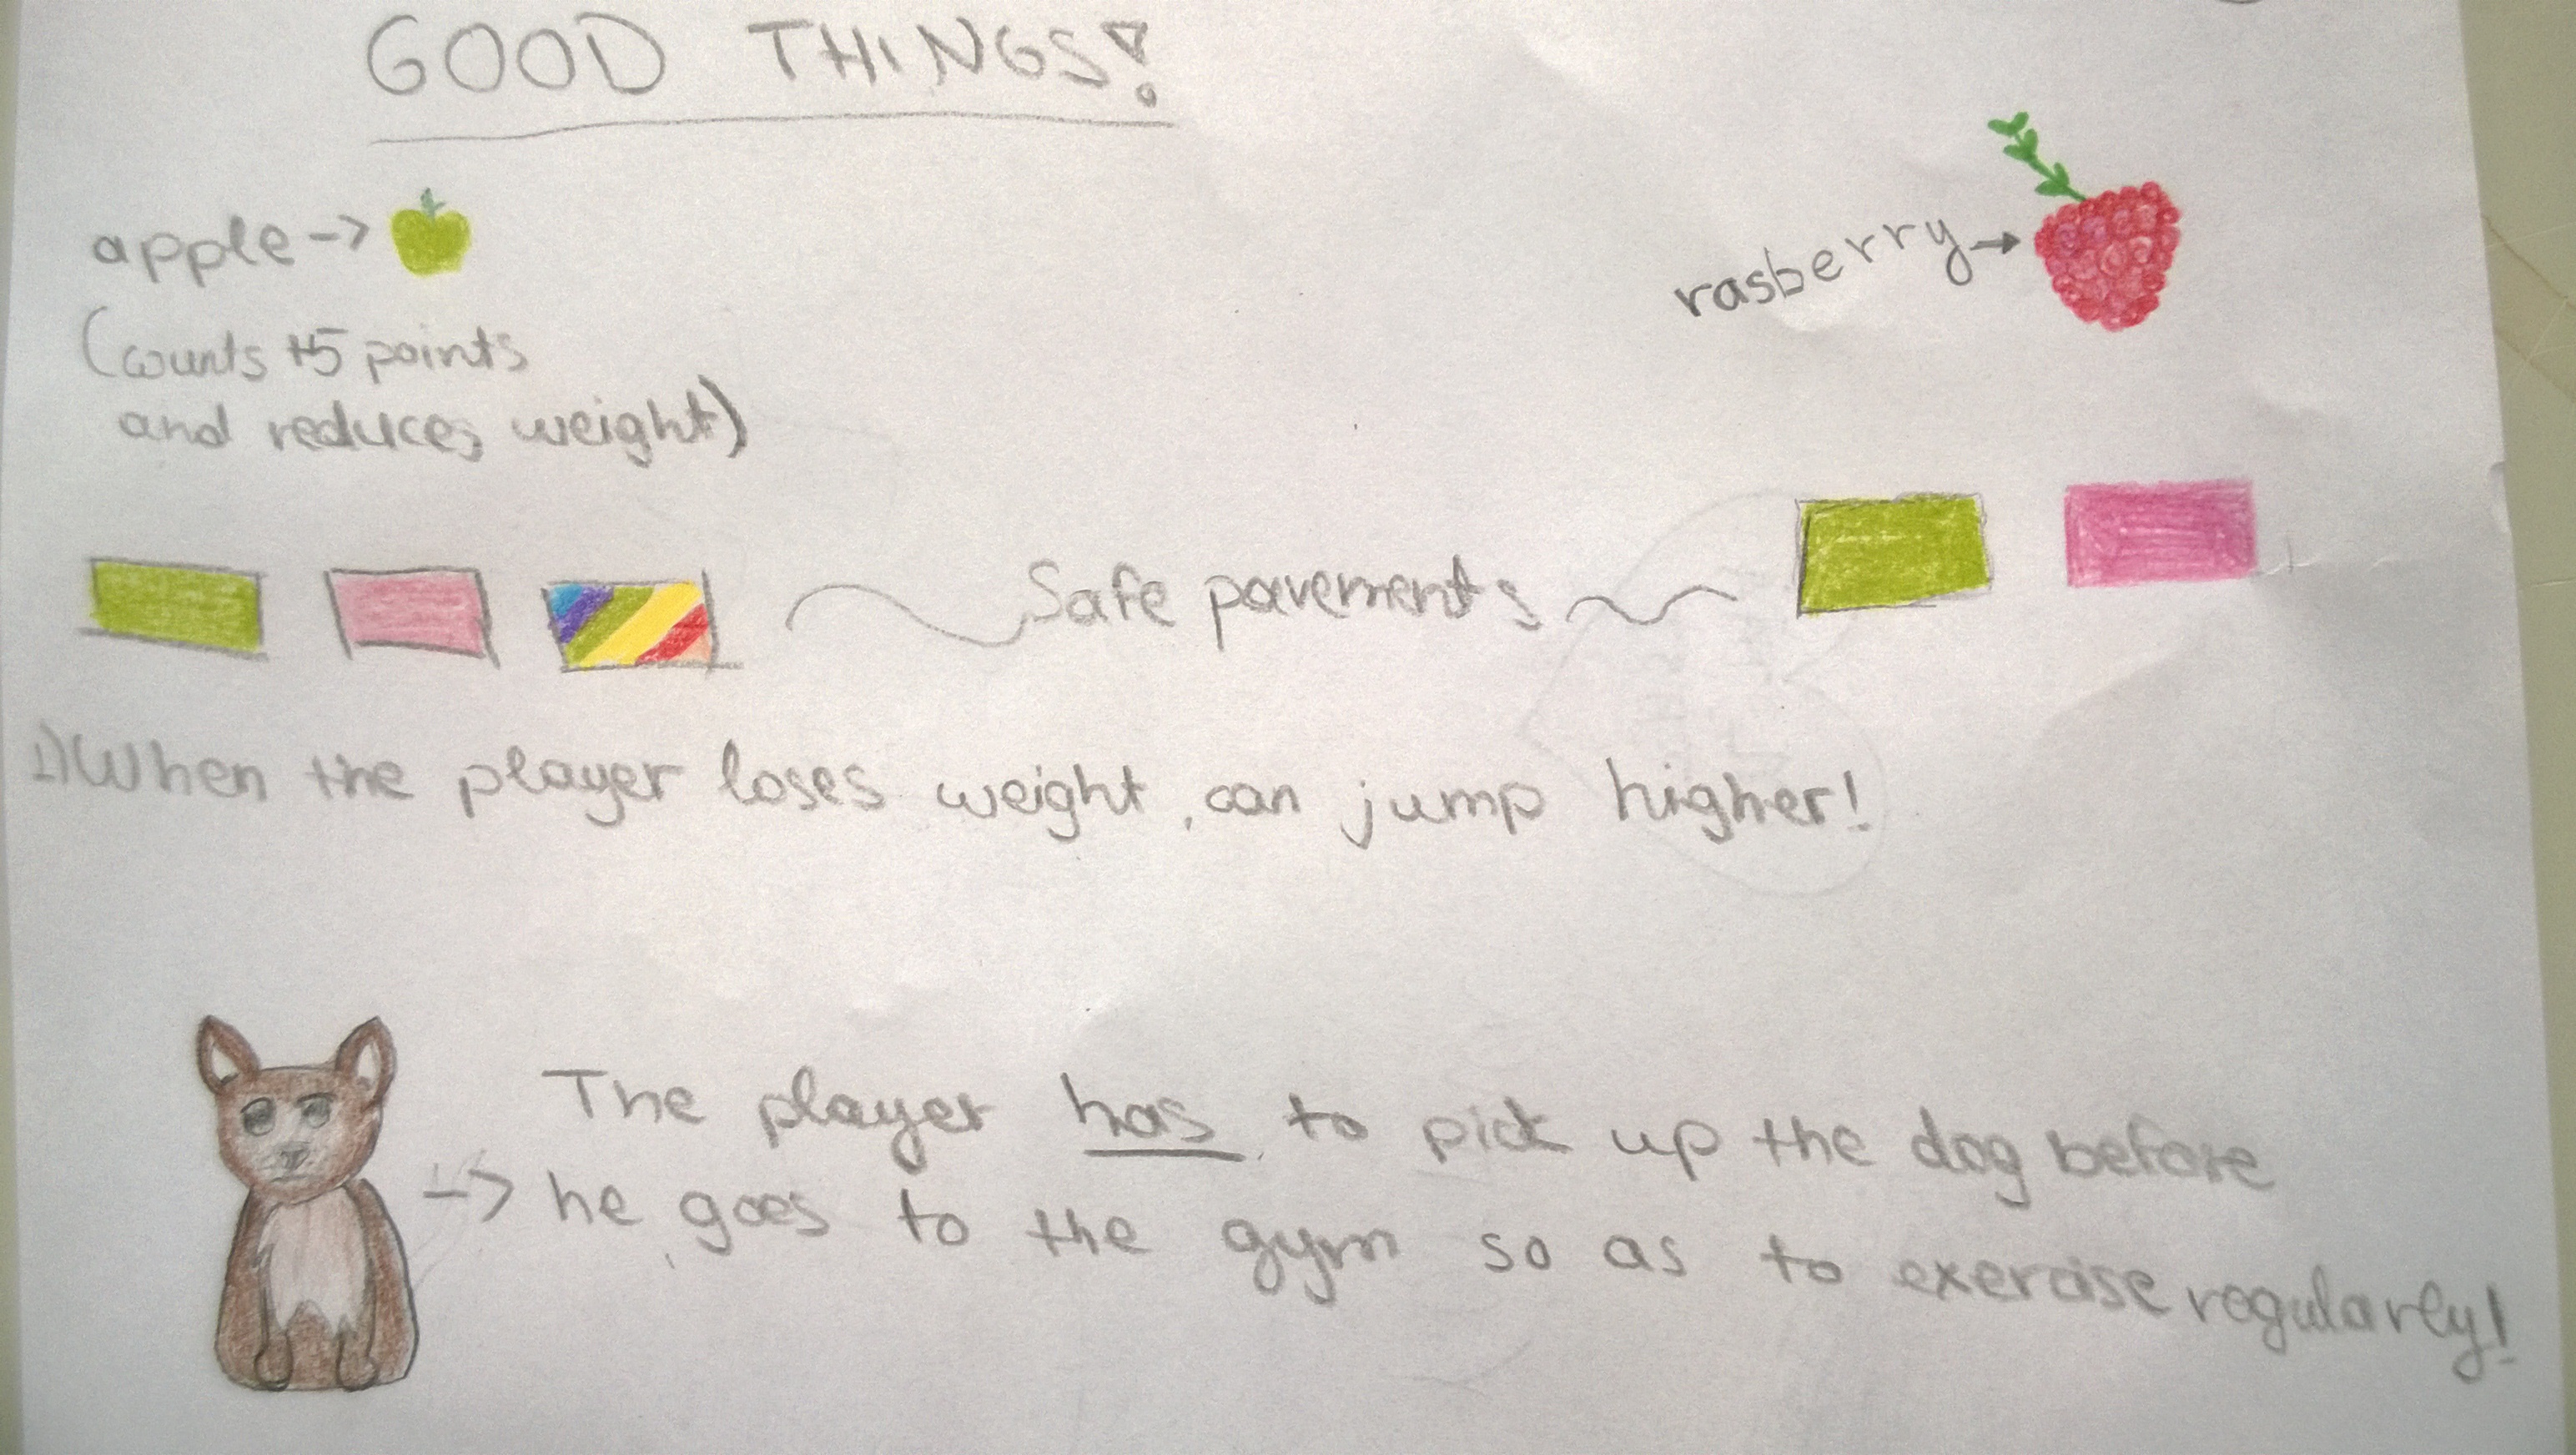 GOOD THINGS!
apple ->
rasberry ->
(counts +5 points
and reduces weight)
Safe pavements
1) When the player loses weight, can jump higher!
The player has to pick up the dog before
-> he goes to the gym so as to exercise regularly!